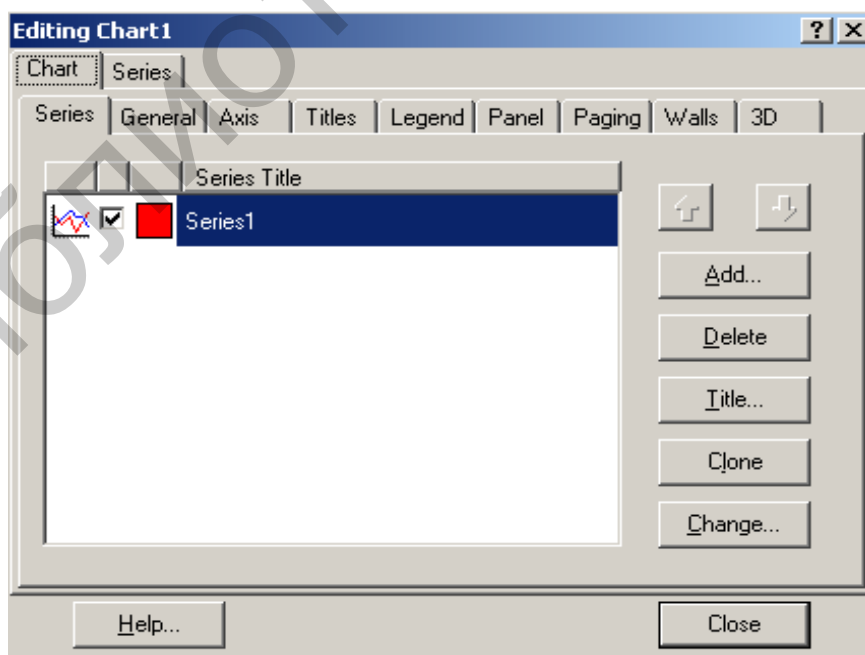 Editing Chart1
Chart Series
Series General Axis Titles Legend Panel Paging Walls 3D
Series Title
Series1
Add...
Delete
Title...
Clone
Change...
Help... Close